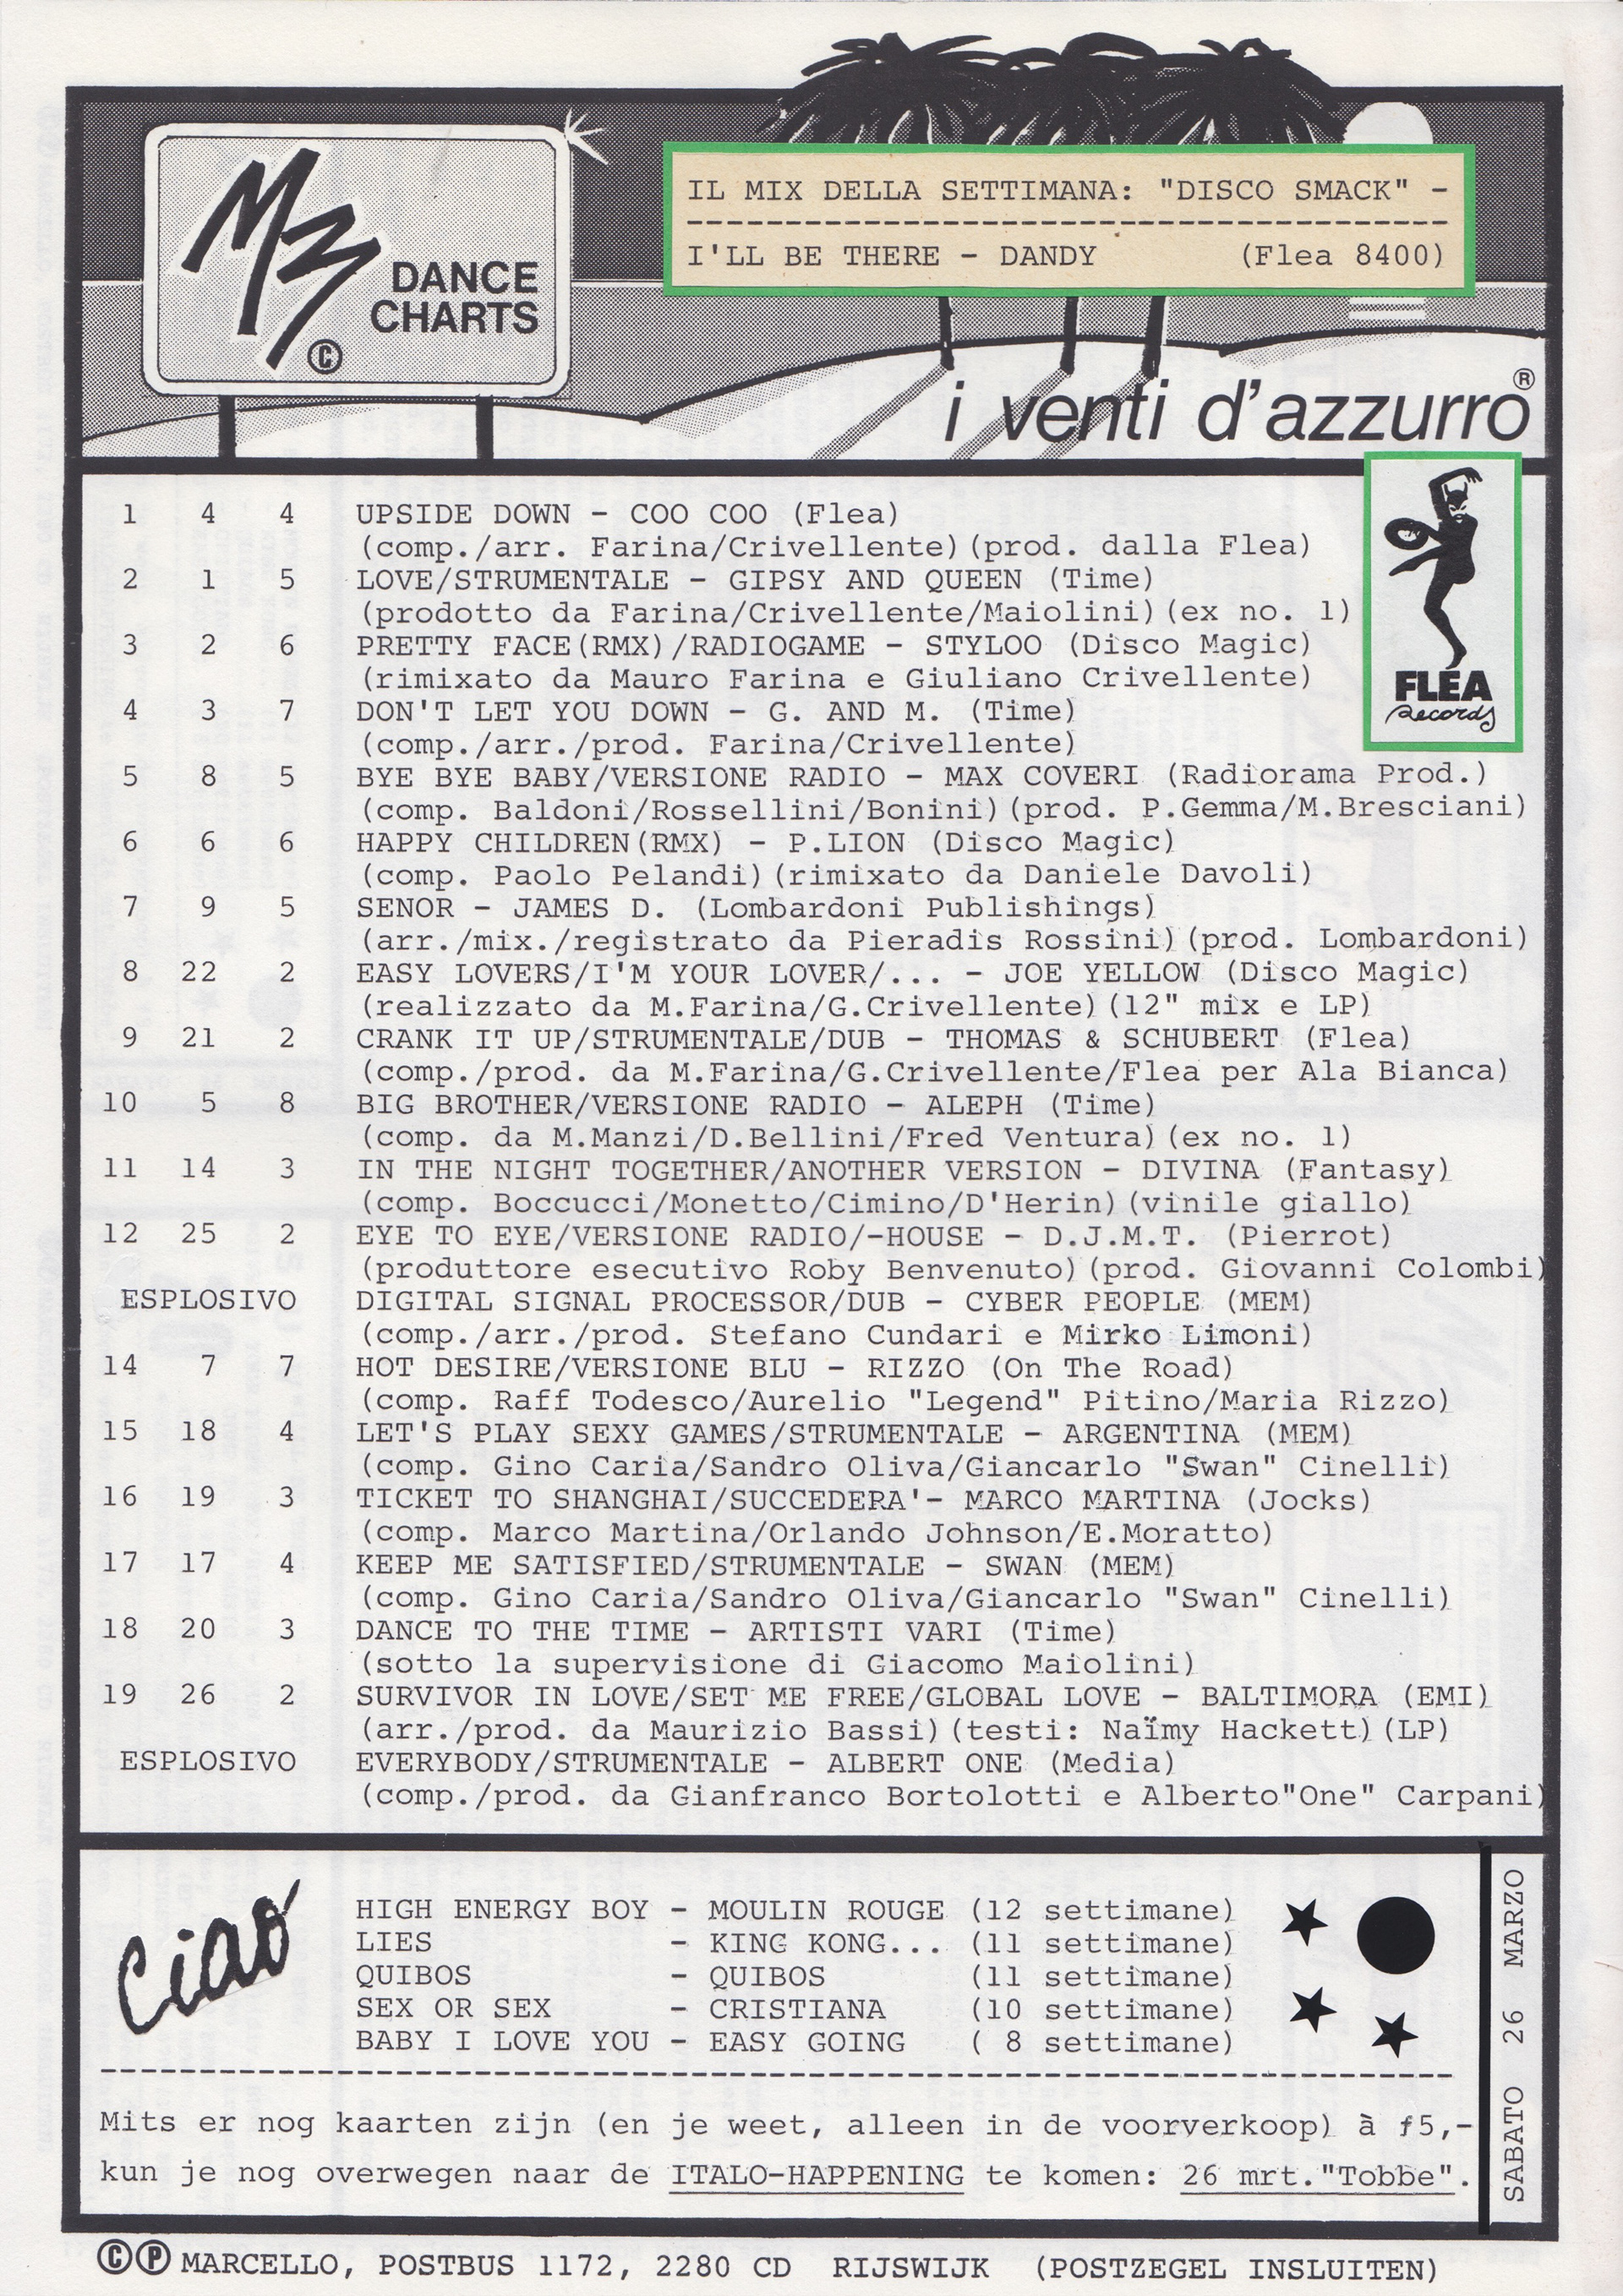 MZ
DANCE
CHARTS
©
IL MIX DELLA SETTIMANA: "DISCO SMACK" -
I'LL BE THERE - DANDY (Flea 8400)
i venti d'azzurro®
FLEA
Records
1 4 4 UPSIDE DOWN - COO COO (Flea)
(comp./arr. Farina/Crivellente)(prod. dalla Flea)
2 1 5 LOVE/STRUMENTALE - GIPSY AND QUEEN (Time)
(prodotto da Farina/Crivellente/Maiolini)(ex no. 1)
3 2 6 PRETTY FACE(RMX)/RADIOGAME - STYLOO (Disco Magic)
(rimixato da Mauro Farina e Giuliano Crivellente)
4 3 7 DON'T LET YOU DOWN - G. AND M. (Time)
(comp./arr./prod. Farina/Crivellente)
5 8 5 BYE BYE BABY/VERSIONE RADIO - MAX COVERI (Radiorama Prod.)
(comp. Baldoni/Rossellini/Bonini)(prod. P.Gemma/M.Bresciani)
6 6 6 HAPPY CHILDREN(RMX) - P.LION (Disco Magic)
(comp. Paolo Pelandi)(rimixato da Daniele Davoli)
7 9 5 SENOR - JAMES D. (Lombardoni Publishings)
(arr./mix./registrato da Pieradis Rossini)(prod. Lombardoni)
8 22 2 EASY LOVERS/I'M YOUR LOVER/... - JOE YELLOW (Disco Magic)
(realizzato da M.Farina/G.Crivellente)(12" mix e LP)
9 21 2 CRANK IT UP/STRUMENTALE/DUB - THOMAS & SCHUBERT (Flea)
(comp./prod. da M.Farina/G.Crivellente/Flea per Ala Bianca)
10 5 8 BIG BROTHER/VERSIONE RADIO - ALEPH (Time)
(comp. da M.Manzi/D.Bellini/Fred Ventura)(ex no. 1)
11 14 3 IN THE NIGHT TOGETHER/ANOTHER VERSION - DIVINA (Fantasy)
(comp. Boccucci/Monetto/Cimino/D'Herin)(vinile giallo)
12 25 2 EYE TO EYE/VERSIONE RADIO/-HOUSE - D.J.M.T. (Pierrot)
(produttore esecutivo Roby Benvenuto)(prod. Giovanni Colombi)
ESPLOSIVO DIGITAL SIGNAL PROCESSOR/DUB - CYBER PEOPLE (MEM)
(comp./arr./prod. Stefano Cundari e Mirko Limoni)
14 7 7 HOT DESIRE/VERSIONE BLU - RIZZO (On The Road)
(comp. Raff Todesco/Aurelio "Legend" Pitino/Maria Rizzo)
15 18 4 LET'S PLAY SEXY GAMES/STRUMENTALE - ARGENTINA (MEM)
(comp. Gino Caria/Sandro Oliva/Giancarlo "Swan" Cinelli)
16 19 3 TICKET TO SHANGHAI/SUCCEDERA'- MARCO MARTINA (Jocks)
(comp. Marco Martina/Orlando Johnson/E.Moratto)
17 17 4 KEEP ME SATISFIED/STRUMENTALE - SWAN (MEM)
(comp. Gino Caria/Sandro Oliva/Giancarlo "Swan" Cinelli)
18 20 3 DANCE TO THE TIME - ARTISTI VARI (Time)
(sotto la supervisione di Giacomo Maiolini)
19 26 2 SURVIVOR IN LOVE/SET ME FREE/GLOBAL LOVE - BALTIMORA (EMI)
(arr./prod. da Maurizio Bassi)(testi: Naïmy Hackett)(LP)
ESPLOSIVO EVERYBODY/STRUMENTALE - ALBERT ONE (Media)
(comp./prod. da Gianfranco Bortolotti e Alberto"One" Carpani)
Ciao
HIGH ENERGY BOY - MOULIN ROUGE (12 settimane)
LIES - KING KONG... (11 settimane)
QUIBOS - QUIBOS (11 settimane)
SEX OR SEX - CRISTIANA (10 settimane)
BABY I LOVE YOU - EASY GOING ( 8 settimane)
Mits er nog kaarten zijn (en je weet, alleen in de voorverkoop) à ƒ5,-
kun je nog overwegen naar de ITALO-HAPPENING te komen: 26 mrt."Tobbe".
SABATO 26 MARZO
©℗ MARCELLO, POSTBUS 1172, 2280 CD RIJSWIJK (POSTZEGEL INSLUITEN)